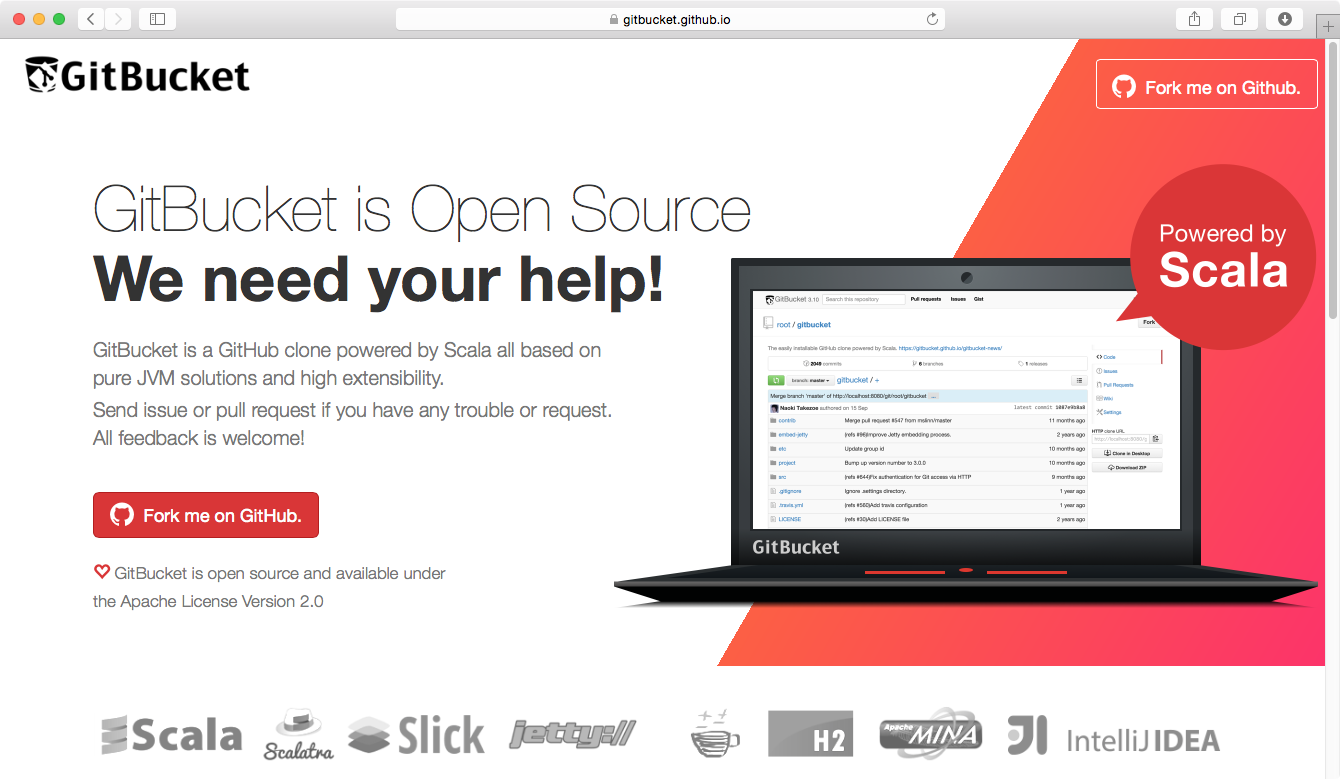 gitbucket.github.io
GitBucket
Fork me on Github.
GitBucket is Open Source
We need your help!
GitBucket is a GitHub clone powered by Scala all based on
pure JVM solutions and high extensibility.
Send issue or pull request if you have any trouble or request.
All feedback is welcome!
Fork me on GitHub.
GitBucket is open source and available under
the Apache License Version 2.0
Powered by
Scala
GitBucket 3.10 Search this repository Pull requests Issues Gist
root / gitbucket Fork
The easily installable GitHub clone powered by Scala. https://gitbucket.github.io/gitbucket-news/
2049 commits 6 branches 1 releases
branch: master gitbucket / +
Merge branch 'master' of http://localhost:8080/git/root/gitbucket ...
Naoki Takezoe authored on 15 Sep latest commit 1087e9b8a8
contrib Merge pull request #547 from mslinn/master 11 months ago
embed-jetty (refs #96)Improve Jetty embedding process. 2 years ago
etc Update group id 10 months ago
project Bump up version number to 3.0.0 10 months ago
src (refs #644)Fix authentication for Git access via HTTP 9 months ago
.gitignore Ignore .settings directory. 1 year ago
.travis.yml (refs #560)Add travis configuration 1 year ago
LICENSE (refs #30)Add LICENSE file 2 years ago
Code
Issues
Pull Requests
Wiki
Settings
HTTP clone URL
http://localhost:8080/g
Clone in Desktop
Download ZIP
GitBucket
Scala Scalatra Slick jetty:// H2 Apache MINA JI IntelliJ IDEA